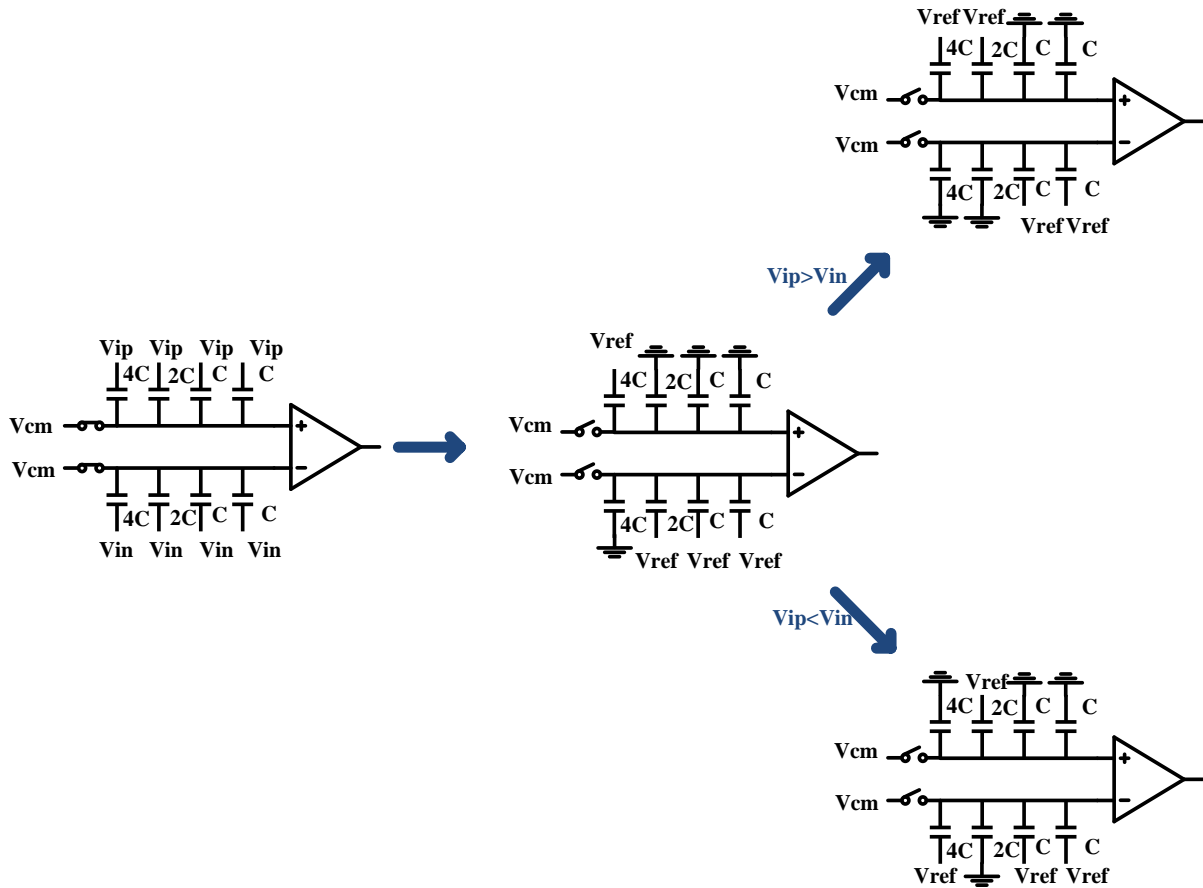 Vref Vref
4C 2C C C
Vcm
+
Vcm
−
4C 2C C C
Vref Vref
Vip>Vin
Vip Vip Vip Vip
4C 2C C C
Vcm
+
Vcm
−
4C 2C C C
Vin Vin Vin Vin
Vref
4C 2C C C
Vcm
+
Vcm
−
4C 2C C C
Vref Vref Vref
Vip<Vin
Vref
4C 2C C C
Vcm
+
Vcm
−
4C 2C C C
Vref Vref Vref